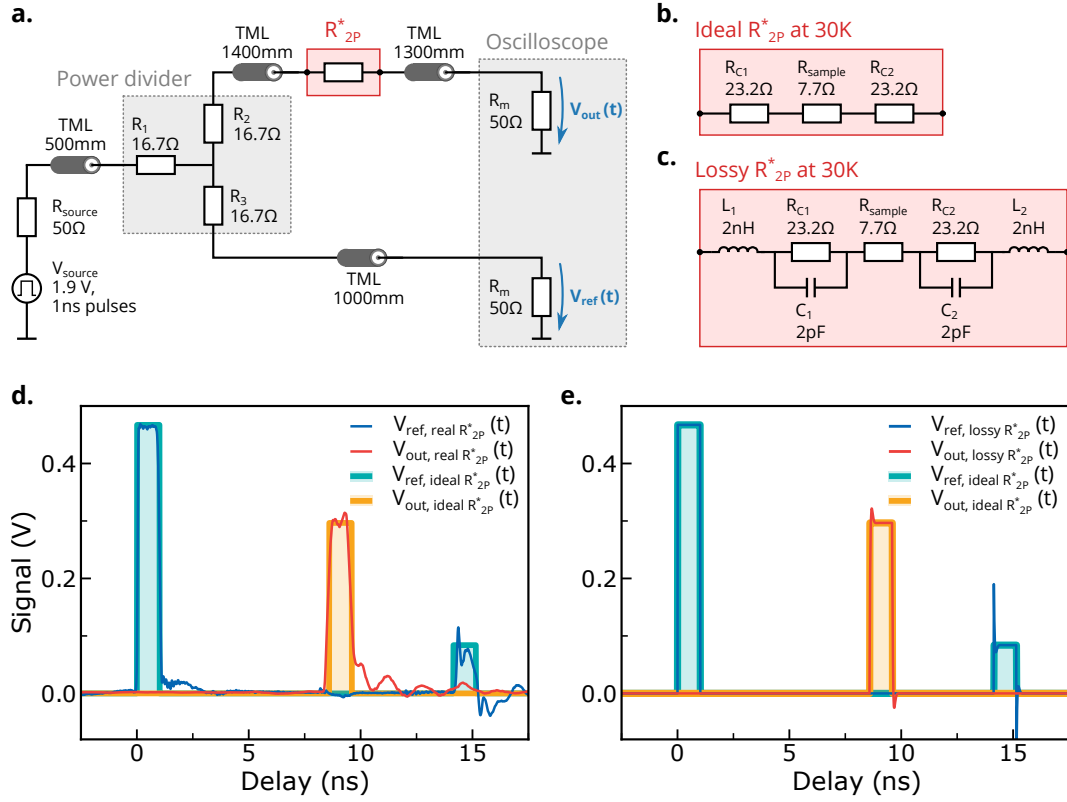 a.
TML
1400mm
R*2P
TML
1300mm
Oscilloscope
Power divider
TML
500mm
R1
16.7Ω
R2
16.7Ω
R3
16.7Ω
Rm
50Ω
Vout(t)
Rsource
50Ω
Vsource
1.9 V,
1ns pulses
TML
1000mm
Rm
50Ω
Vref(t)
b.
Ideal R*2P at 30K
RC1
23.2Ω
Rsample
7.7Ω
RC2
23.2Ω
c.
Lossy R*2P at 30K
L1
2nH
RC1
23.2Ω
Rsample
7.7Ω
RC2
23.2Ω
L2
2nH
C1
2pF
C2
2pF
d.
Vref, real R*2P (t)
Vout, real R*2P (t)
Vref, ideal R*2P (t)
Vout, ideal R*2P (t)
Signal (V)
0.4
0.2
0.0
0
5
10
15
Delay (ns)
e.
Vref, lossy R*2P (t)
Vout, lossy R*2P (t)
Vref, ideal R*2P (t)
Vout, ideal R*2P (t)
0.4
0.2
0.0
0
5
10
15
Delay (ns)